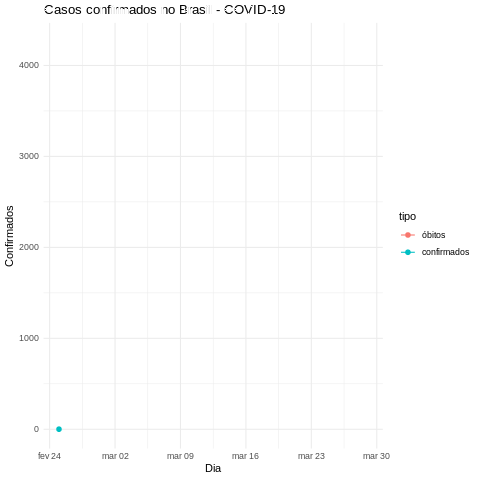 Casos confirmados no Brasil - COVID-19
4000
3000
2000
1000
0
Confirmados
fev 24
mar 02
mar 09
mar 16
mar 23
mar 30
Dia
tipo
óbitos
confirmados